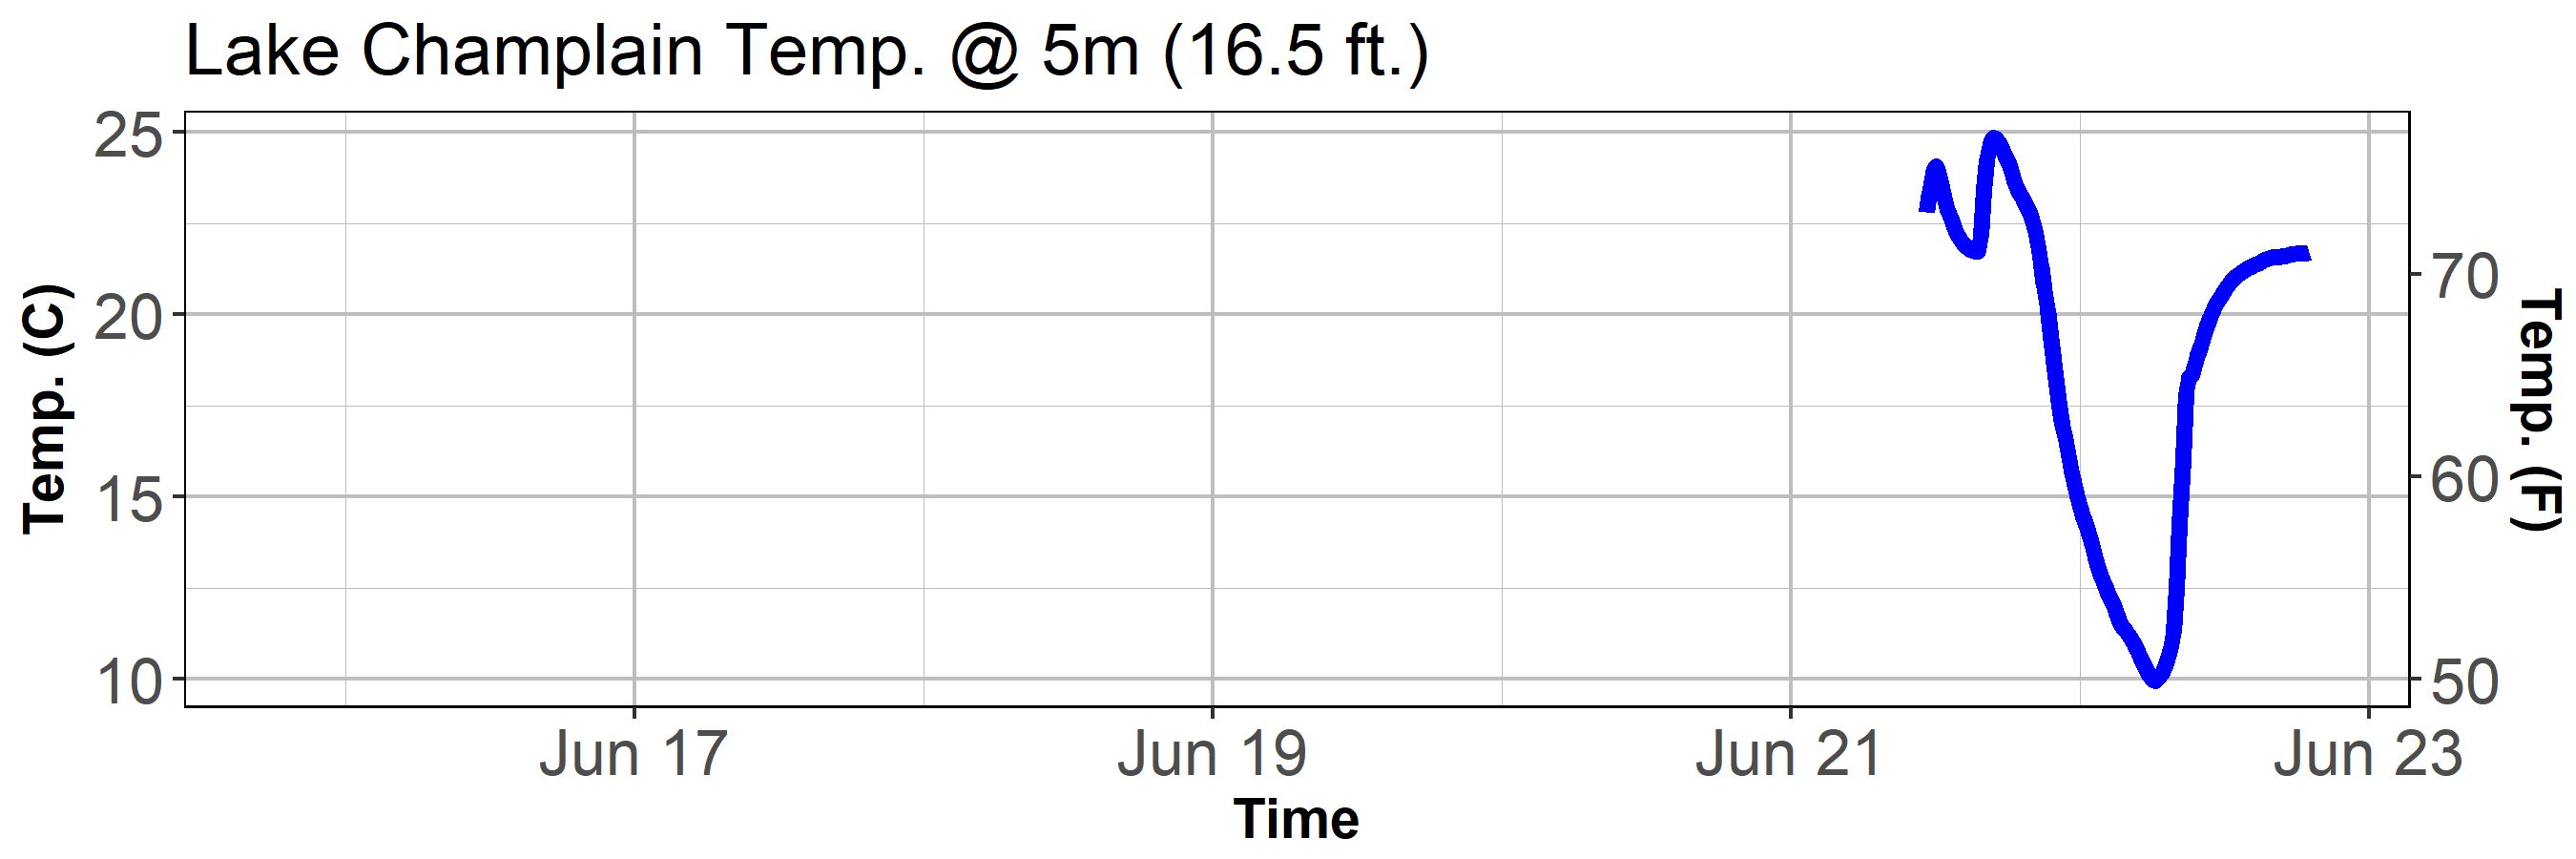 Lake Champlain Temp. @ 5m (16.5 ft.)
25
20
15
10
Temp. (C)
70
60
50
Temp. (F)
Jun 17
Jun 19
Jun 21
Jun 23
Time